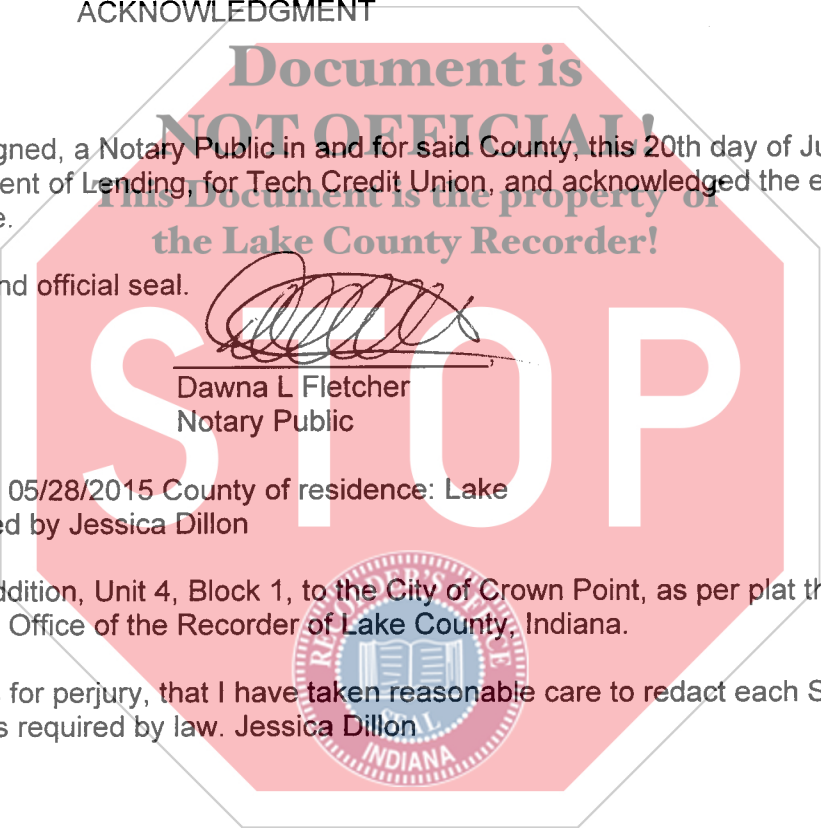 ACKNOWLEDGMENT
Document is
NOT OFFICIAL!
gned, a Notary Public in and for said County, this 20th day of Ju
This Document is the property of
ent of Lending, for Tech Credit Union, and acknowledged the e
e.
the Lake County Recorder!
nd official seal.
STOP
Dawna L Fletcher
Notary Public
05/28/2015 County of residence: Lake
ed by Jessica Dillon
RECORDER'S OFFICE
ddition, Unit 4, Block 1, to the City of Crown Point, as per plat th
Office of the Recorder of Lake County, Indiana.
for perjury, that I have taken reasonable care to redact each S
s required by law. Jessica Dillon
SEAL
INDIANA